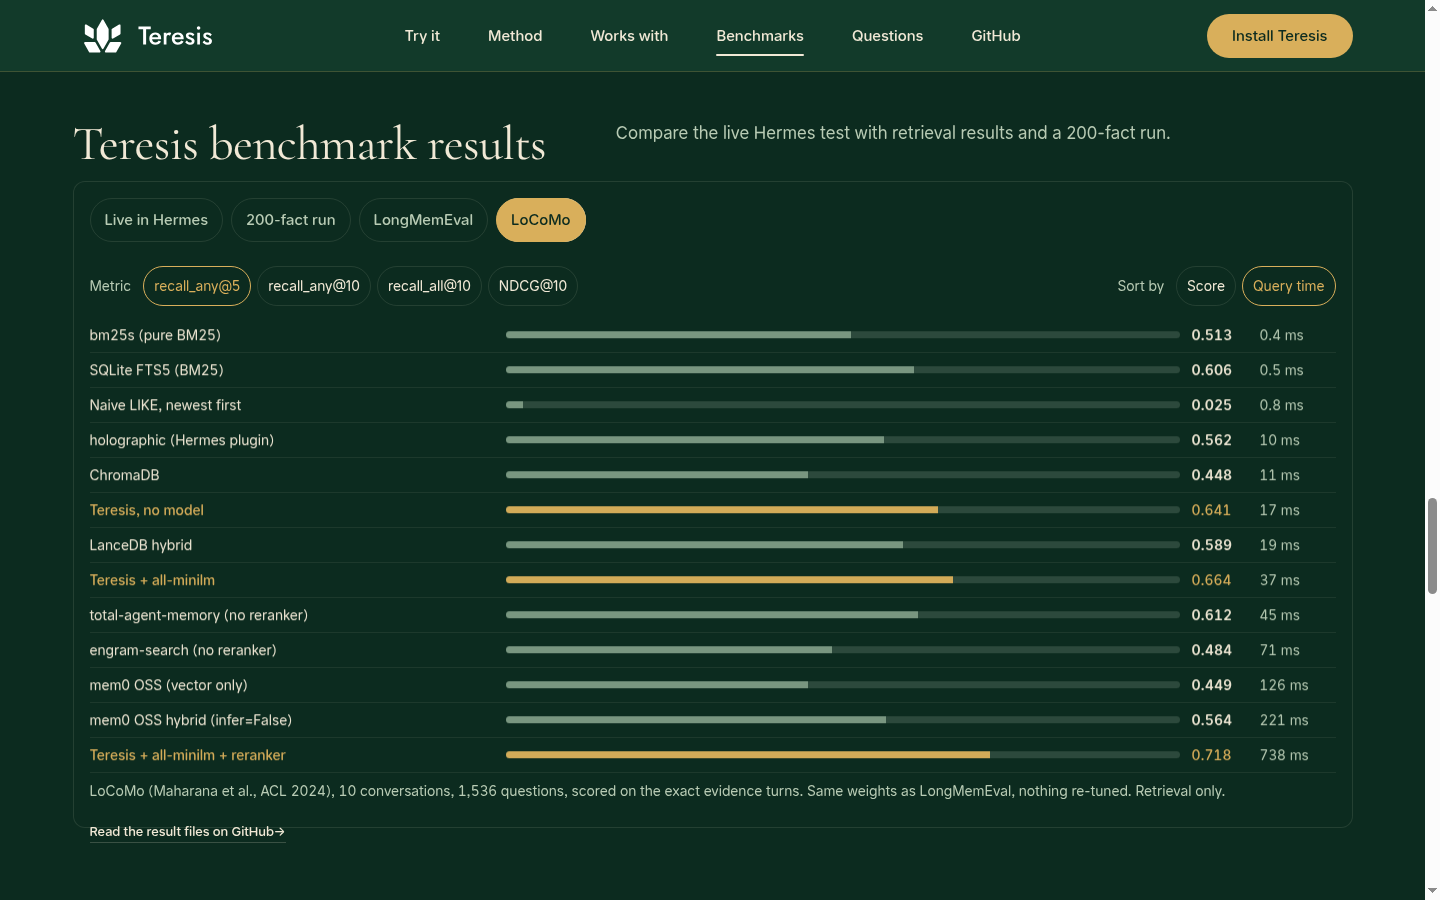 Teresis Try it Method Works with Benchmarks Questions GitHub Install Teresis
Teresis benchmark results
Compare the live Hermes test with retrieval results and a 200-fact run.
Live in Hermes 200-fact run LongMemEval LoCoMo
Metric recall_any@5 recall_any@10 recall_all@10 NDCG@10 Sort by Score Query time
bm25s (pure BM25) 0.513 0.4 ms
SQLite FTS5 (BM25) 0.606 0.5 ms
Naive LIKE, newest first 0.025 0.8 ms
holographic (Hermes plugin) 0.562 10 ms
ChromaDB 0.448 11 ms
Teresis, no model 0.641 17 ms
LanceDB hybrid 0.589 19 ms
Teresis + all-minilm 0.664 37 ms
total-agent-memory (no reranker) 0.612 45 ms
engram-search (no reranker) 0.484 71 ms
mem0 OSS (vector only) 0.449 126 ms
mem0 OSS hybrid (infer=False) 0.564 221 ms
Teresis + all-minilm + reranker 0.718 738 ms
LoCoMo (Maharana et al., ACL 2024), 10 conversations, 1,536 questions, scored on the exact evidence turns. Same weights as LongMemEval, nothing re-tuned. Retrieval only.
Read the result files on GitHub→